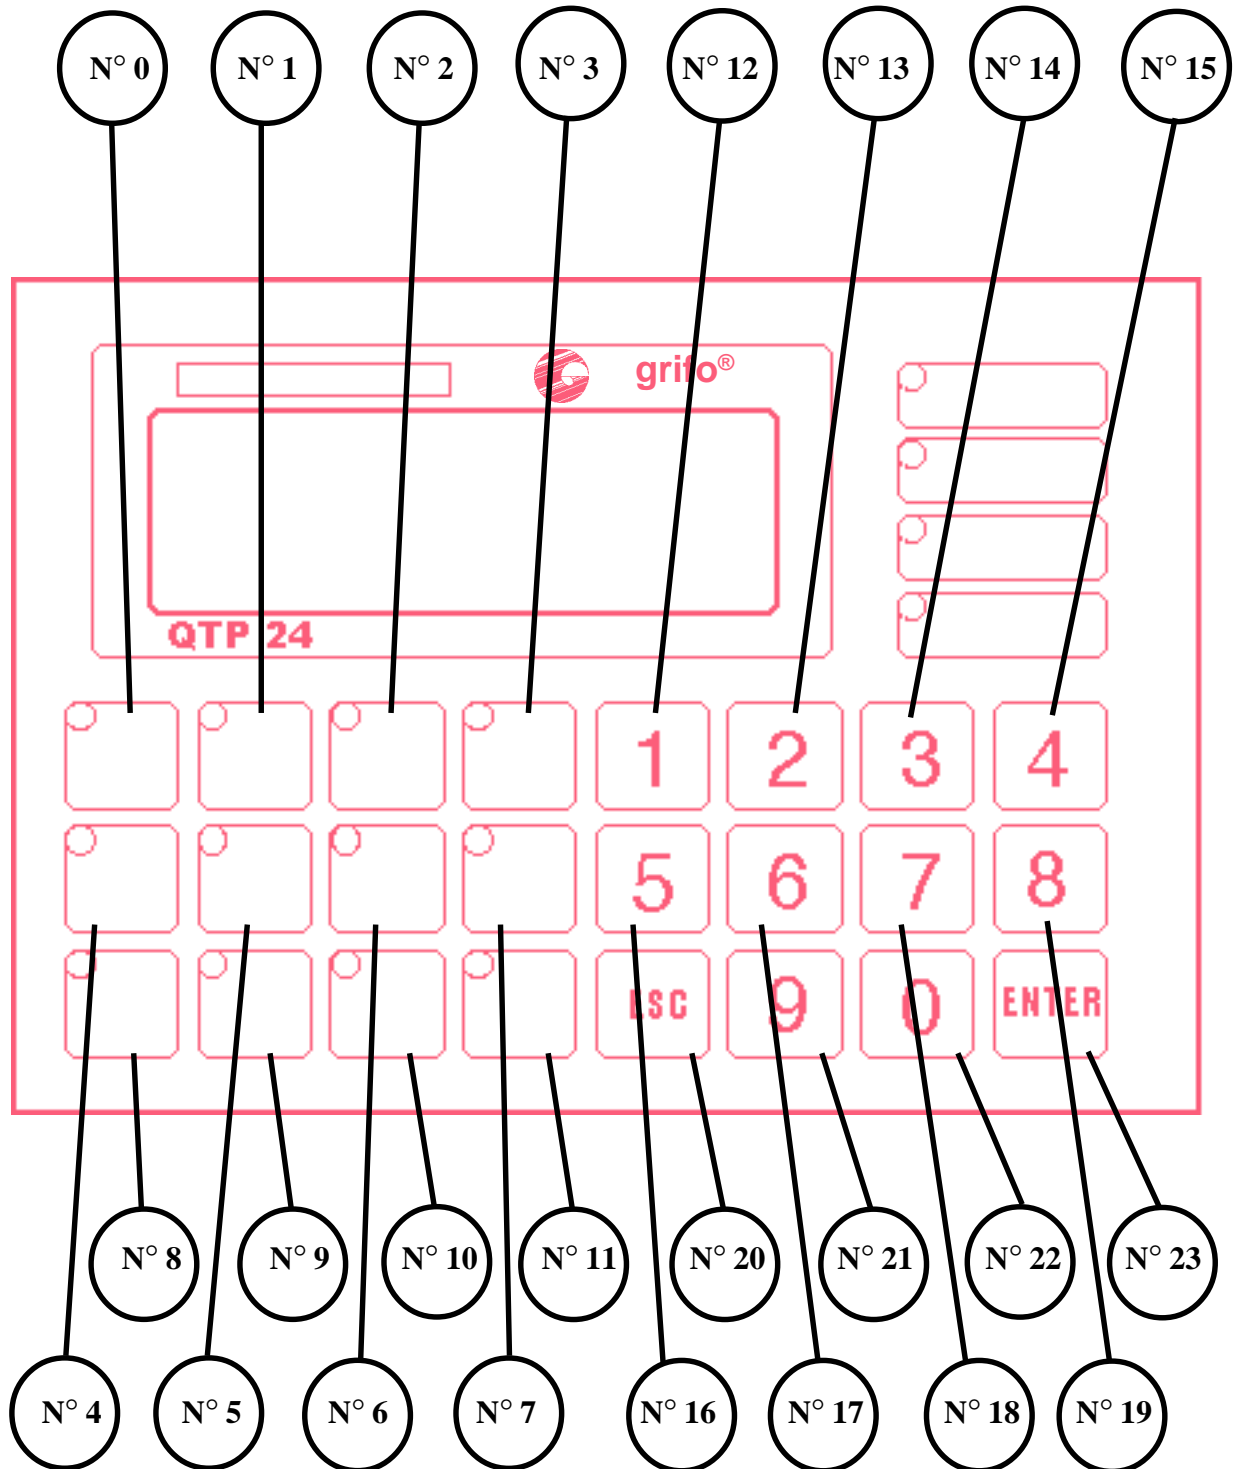 N° 0 N° 1 N° 2 N° 3 N° 12 N° 13 N° 14 N° 15
grifo®
QTP 24
1 2 3 4
5 6 7 8
ESC 9 0 ENTER
N° 8 N° 9 N° 10 N° 11 N° 20 N° 21 N° 22 N° 23
N° 4 N° 5 N° 6 N° 7 N° 16 N° 17 N° 18 N° 19